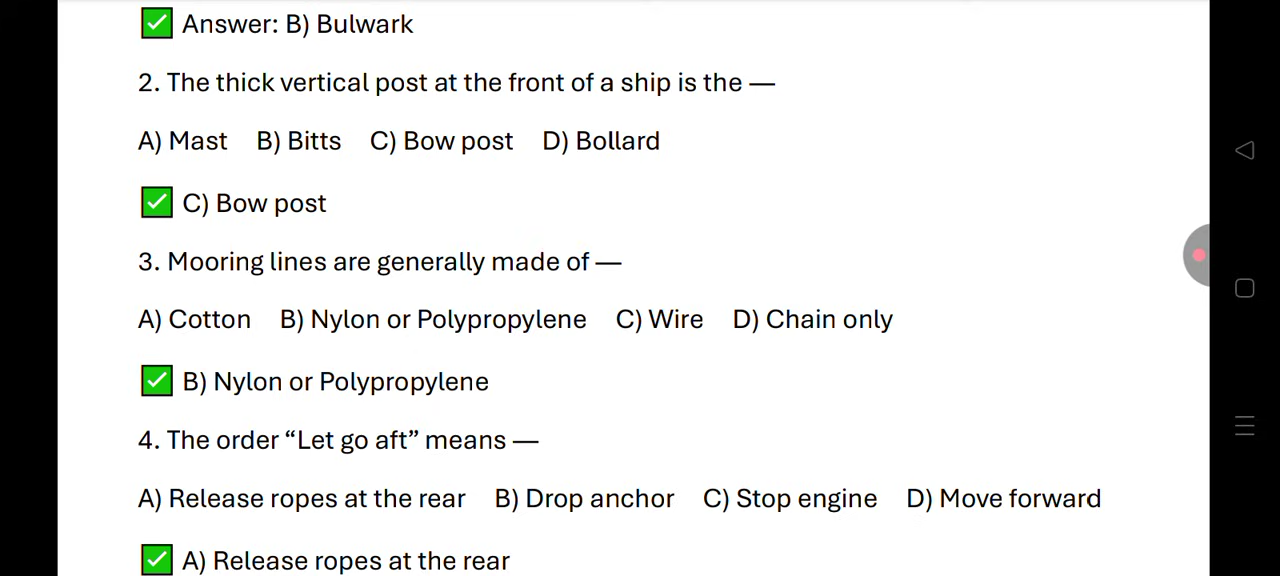 ✅ Answer: B) Bulwark
2. The thick vertical post at the front of a ship is the —
A) Mast B) Bitts C) Bow post D) Bollard
✅ C) Bow post
3. Mooring lines are generally made of —
A) Cotton B) Nylon or Polypropylene C) Wire D) Chain only
✅ B) Nylon or Polypropylene
4. The order “Let go aft” means —
A) Release ropes at the rear B) Drop anchor C) Stop engine D) Move forward
✅ A) Release ropes at the rear